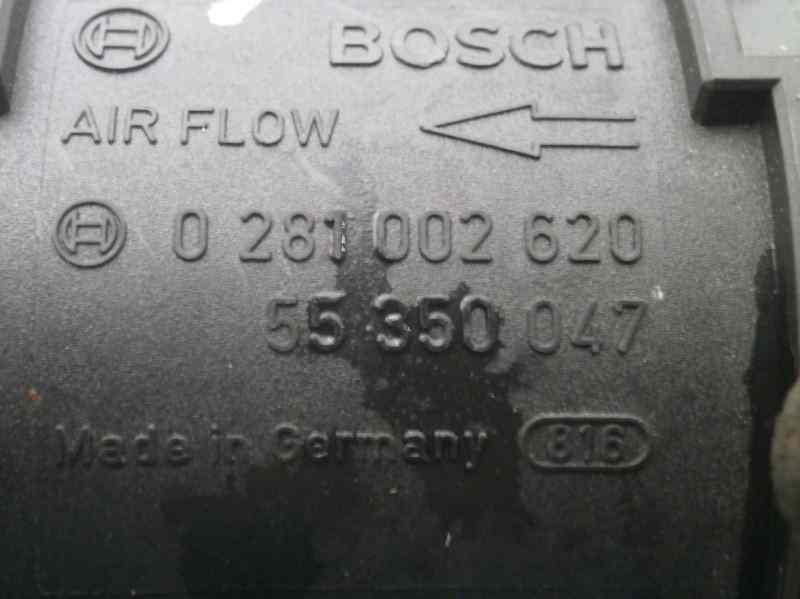 BOSCH
AIR FLOW
0 281 002 620
55 350 047
Made in Germany 816